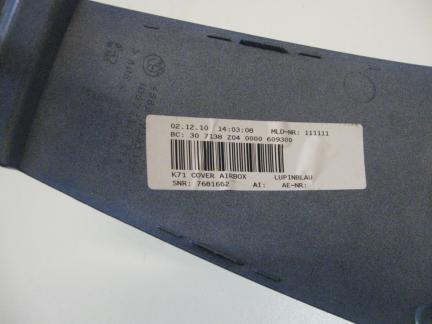 02.12.10 14:03:08 MLD-NR: 111111
BC: 30 7138 Z04 0000 609300
K71 COVER AIRBOX LUPINBLAU
SNR: 7681662 AI: AE-NR: